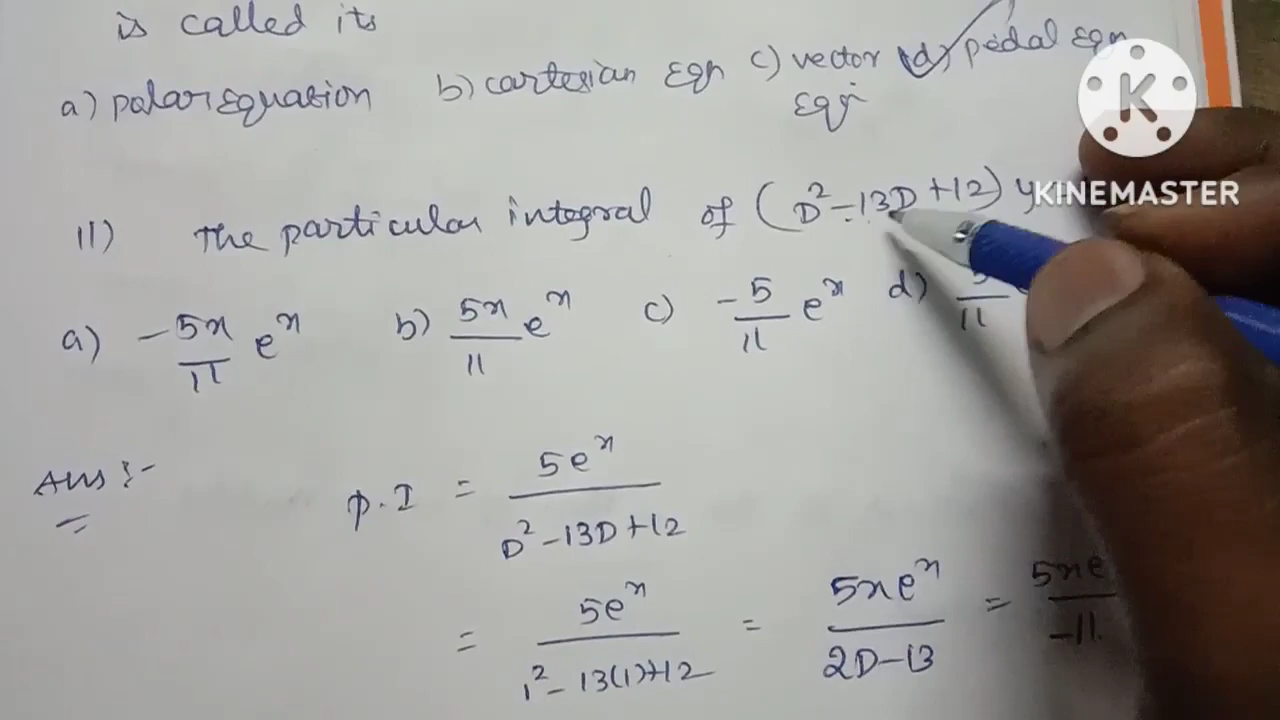 is called its
a) polar Equation b) cartesian Eqn c) vector Eqn (d) pedal Eqn
K
KINEMASTER
11) The particular integral of (D² - 13D + 12) y
a) -5x/11 eˣ b) 5x/11 eˣ c) -5/11 eˣ d) 5/11
Ans :-
P.I = 5eˣ / D² - 13D + 12
= 5eˣ / 1² - 13(1) + 12 = 5xeˣ / 2D - 13 = 5xe / -11